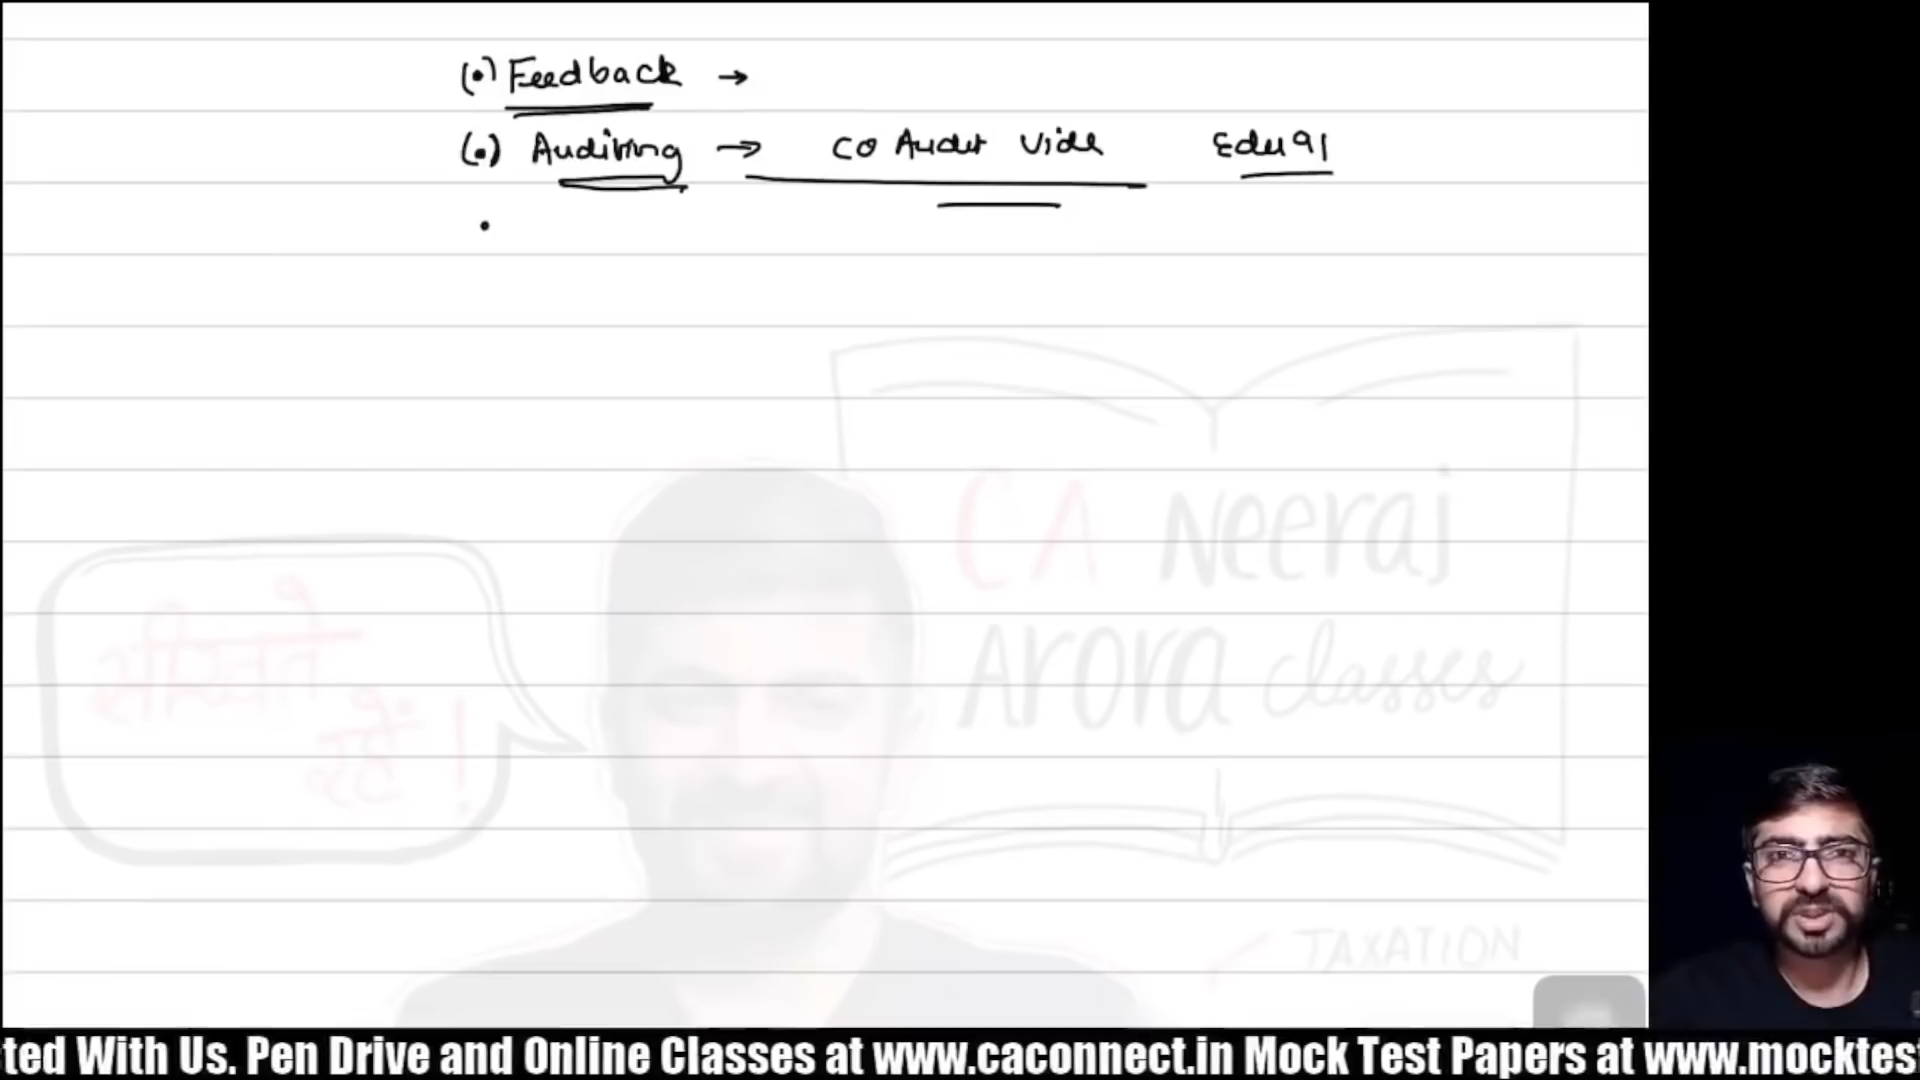 (•) Feedback →
(•) Auditing → CO Audit Vide Edu91
•
CA Neeraj
Arora classes
TAXATION
ted With Us. Pen Drive and Online Classes at www.caconnect.in Mock Test Papers at www.mocktes